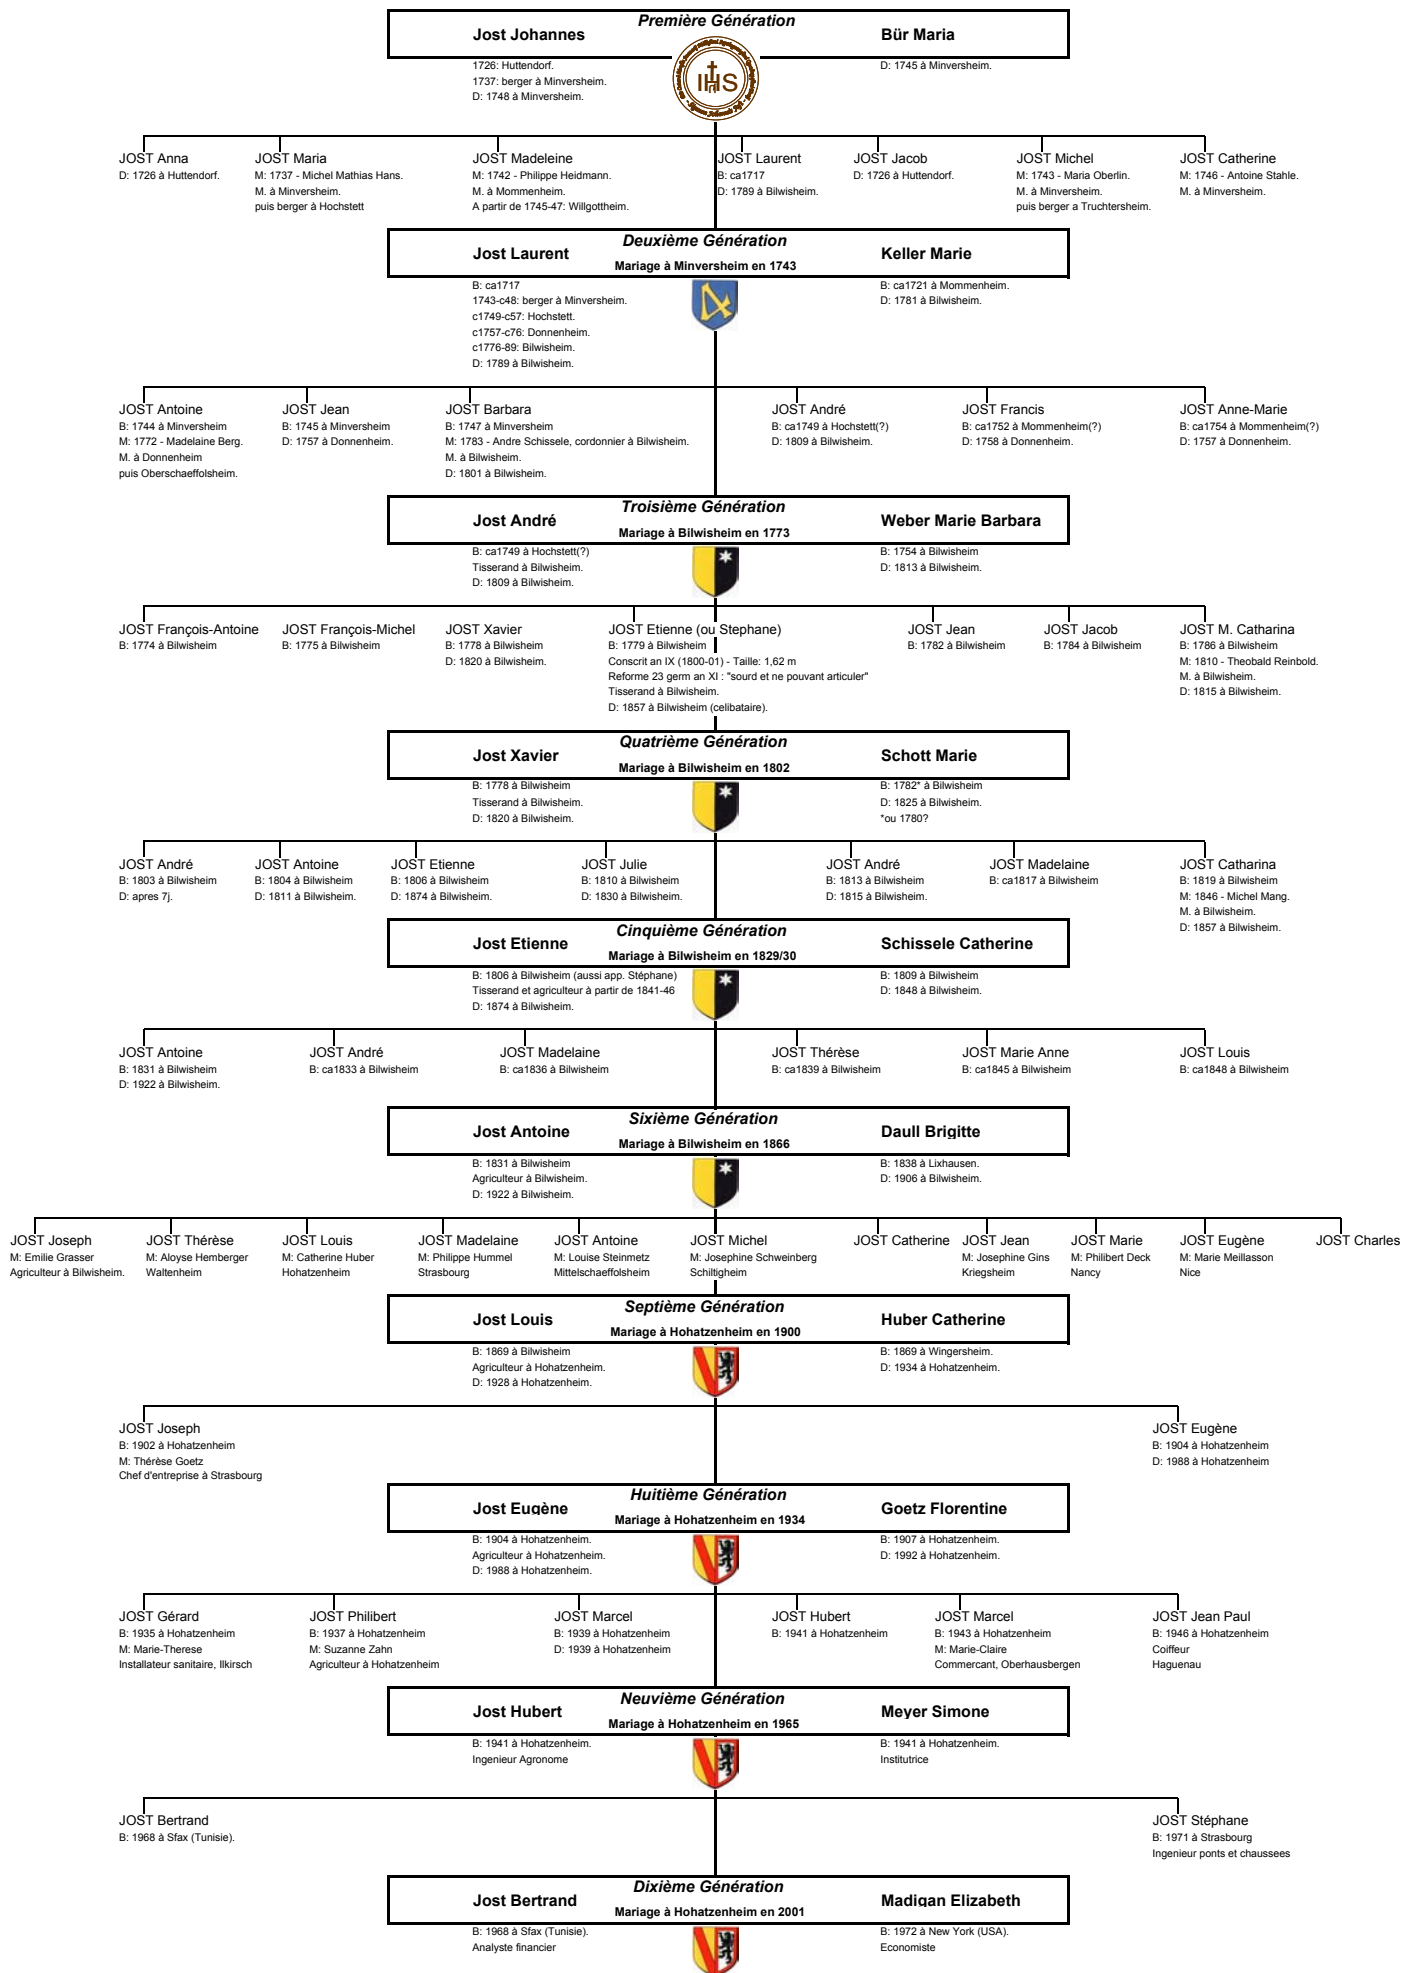 Première Génération
Jost Johannes
Bür Maria
1726: Huttendorf.
1737: berger à Minversheim.
D: 1748 à Minversheim.
D: 1745 à Minversheim.
IHS
JOST Anna
D: 1726 à Huttendorf.
JOST Maria
M: 1737 - Michel Mathias Hans.
M. à Minversheim.
puis berger à Hochstett
JOST Madeleine
M: 1742 - Philippe Heidmann.
M. à Mommenheim.
A partir de 1745-47: Willgottheim.
JOST Laurent
B: ca1717
D: 1789 à Bilwisheim.
JOST Jacob
D: 1726 à Huttendorf.
JOST Michel
M: 1743 - Maria Oberlin.
M. à Minversheim.
puis berger a Truchtersheim.
JOST Catherine
M: 1746 - Antoine Stahle.
M. à Minversheim.
Deuxième Génération
Jost Laurent
Mariage à Minversheim en 1743
Keller Marie
B: ca1717
1743-c48: berger à Minversheim.
c1749-c57: Hochstett.
c1757-c76: Donnenheim.
c1776-89: Bilwisheim.
D: 1789 à Bilwisheim.
B: ca1721 à Mommenheim.
D: 1781 à Bilwisheim.
JOST Antoine
B: 1744 à Minversheim
M: 1772 - Madelaine Berg.
M. à Donnenheim
puis Oberschaeffolsheim.
JOST Jean
B: 1745 à Minversheim
D: 1757 à Donnenheim.
JOST Barbara
B: 1747 à Minversheim
M: 1783 - Andre Schissele, cordonnier à Bilwisheim.
M. à Bilwisheim.
D: 1801 à Bilwisheim.
JOST André
B: ca1749 à Hochstett(?)
D: 1809 à Bilwisheim.
JOST Francis
B: ca1752 à Mommenheim(?)
D: 1758 à Donnenheim.
JOST Anne-Marie
B: ca1754 à Mommenheim(?)
D: 1757 à Donnenheim.
Troisième Génération
Jost André
Mariage à Bilwisheim en 1773
Weber Marie Barbara
B: ca1749 à Hochstett(?)
Tisserand à Bilwisheim.
D: 1809 à Bilwisheim.
B: 1754 à Bilwisheim
D: 1813 à Bilwisheim.
JOST François-Antoine
B: 1774 à Bilwisheim
JOST François-Michel
B: 1775 à Bilwisheim
JOST Xavier
B: 1778 à Bilwisheim
D: 1820 à Bilwisheim.
JOST Etienne (ou Stephane)
B: 1779 à Bilwisheim
Conscrit an IX (1800-01) - Taille: 1,62 m
Reforme 23 germ an XI : "sourd et ne pouvant articuler"
Tisserand à Bilwisheim.
D: 1857 à Bilwisheim (celibataire).
JOST Jean
B: 1782 à Bilwisheim
JOST Jacob
B: 1784 à Bilwisheim
JOST M. Catharina
B: 1786 à Bilwisheim
M: 1810 - Theobald Reinbold.
M. à Bilwisheim.
D: 1815 à Bilwisheim.
Quatrième Génération
Jost Xavier
Mariage à Bilwisheim en 1802
Schott Marie
B: 1778 à Bilwisheim
Tisserand à Bilwisheim.
D: 1820 à Bilwisheim.
B: 1782* à Bilwisheim
D: 1825 à Bilwisheim.
*ou 1780?
JOST André
B: 1803 à Bilwisheim
D: apres 7j.
JOST Antoine
B: 1804 à Bilwisheim
D: 1811 à Bilwisheim.
JOST Etienne
B: 1806 à Bilwisheim
D: 1874 à Bilwisheim.
JOST Julie
B: 1810 à Bilwisheim
D: 1830 à Bilwisheim.
JOST André
B: 1813 à Bilwisheim
D: 1815 à Bilwisheim.
JOST Madelaine
B: ca1817 à Bilwisheim
JOST Catharina
B: 1819 à Bilwisheim
M: 1846 - Michel Mang.
M. à Bilwisheim.
D: 1857 à Bilwisheim.
Cinquième Génération
Jost Etienne
Mariage à Bilwisheim en 1829/30
Schissele Catherine
B: 1806 à Bilwisheim (aussi app. Stéphane)
Tisserand et agriculteur à partir de 1841-46
D: 1874 à Bilwisheim.
B: 1809 à Bilwisheim
D: 1848 à Bilwisheim.
JOST Antoine
B: 1831 à Bilwisheim
D: 1922 à Bilwisheim.
JOST André
B: ca1833 à Bilwisheim
JOST Madelaine
B: ca1836 à Bilwisheim
JOST Thérèse
B: ca1839 à Bilwisheim
JOST Marie Anne
B: ca1845 à Bilwisheim
JOST Louis
B: ca1848 à Bilwisheim
Sixième Génération
Jost Antoine
Mariage à Bilwisheim en 1866
Daull Brigitte
B: 1831 à Bilwisheim
Agriculteur à Bilwisheim.
D: 1922 à Bilwisheim.
B: 1838 à Lixhausen.
D: 1906 à Bilwisheim.
JOST Joseph
M: Emilie Grasser
Agriculteur à Bilwisheim.
JOST Thérèse
M: Aloyse Hemberger
Waltenheim
JOST Louis
M: Catherine Huber
Hohatzenheim
JOST Madelaine
M: Philippe Hummel
Strasbourg
JOST Antoine
M: Louise Steinmetz
Mittelschaeffolsheim
JOST Michel
M: Josephine Schweinberg
Schiltigheim
JOST Catherine
JOST Jean
M: Josephine Gins
Kriegsheim
JOST Marie
M: Philibert Deck
Nancy
JOST Eugène
M: Marie Meillasson
Nice
JOST Charles
Septième Génération
Jost Louis
Mariage à Hohatzenheim en 1900
Huber Catherine
B: 1869 à Bilwisheim
Agriculteur à Hohatzenheim.
D: 1928 à Hohatzenheim.
B: 1869 à Wingersheim.
D: 1934 à Hohatzenheim.
JOST Joseph
B: 1902 à Hohatzenheim
M: Thérèse Goetz
Chef d'entreprise à Strasbourg
JOST Eugène
B: 1904 à Hohatzenheim
D: 1988 à Hohatzenheim
Huitième Génération
Jost Eugène
Mariage à Hohatzenheim en 1934
Goetz Florentine
B: 1904 à Hohatzenheim.
Agriculteur à Hohatzenheim.
D: 1988 à Hohatzenheim.
B: 1907 à Hohatzenheim.
D: 1992 à Hohatzenheim.
JOST Gérard
B: 1935 à Hohatzenheim
M: Marie-Therese
Installateur sanitaire, Ilkirsch
JOST Philibert
B: 1937 à Hohatzenheim
M: Suzanne Zahn
Agriculteur à Hohatzenheim
JOST Marcel
B: 1939 à Hohatzenheim
D: 1939 à Hohatzenheim
JOST Hubert
B: 1941 à Hohatzenheim
JOST Marcel
B: 1943 à Hohatzenheim
M: Marie-Claire
Commercant, Oberhausbergen
JOST Jean Paul
B: 1946 à Hohatzenheim
Coiffeur
Haguenau
Neuvième Génération
Jost Hubert
Mariage à Hohatzenheim en 1965
Meyer Simone
B: 1941 à Hohatzenheim.
Ingenieur Agronome
B: 1941 à Hohatzenheim.
Institutrice
JOST Bertrand
B: 1968 à Sfax (Tunisie).
JOST Stéphane
B: 1971 à Strasbourg
Ingenieur ponts et chaussees
Dixième Génération
Jost Bertrand
Mariage à Hohatzenheim en 2001
Madigan Elizabeth
B: 1968 à Sfax (Tunisie).
Analyste financier
B: 1972 à New York (USA).
Economiste